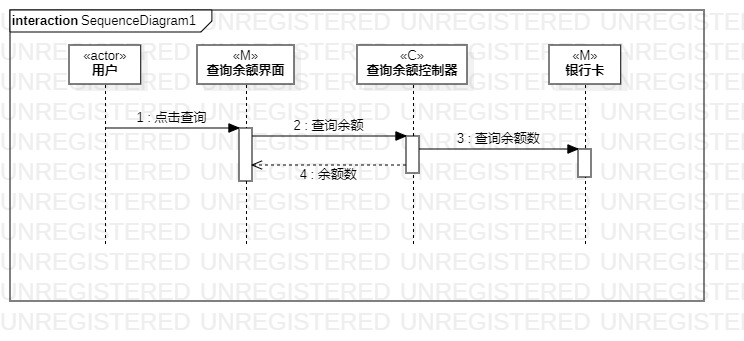 interaction SequenceDiagram1
«actor»
用户
«M»
查询余额界面
«C»
查询余额控制器
«M»
银行卡
1 : 点击查询
2 : 查询余额
3 : 查询余额数
4 : 余额数
UNREGISTERED UNREGISTERED UNREGISTERED UNREGISTERED
UNREGISTERED UNREGISTERED UNREGISTERED UNREGISTERED
UNREGISTERED UNREGISTERED UNREGISTERED UNREGISTERED
UNREGISTERED UNREGISTERED UNREGISTERED UNREGISTERED
UNREGISTERED UNREGISTERED UNREGISTERED UNREGISTERED
UNREGISTERED UNREGISTERED UNREGISTERED UNREGISTERED
UNREGISTERED UNREGISTERED UNREGISTERED UNREGISTERED
UNREGISTERED UNREGISTERED UNREGISTERED UNREGISTERED
UNREGISTERED UNREGISTERED UNREGISTERED UNREGISTERED
UNREGISTERED UNREGISTERED UNREGISTERED UNREGISTERED
UNREGISTERED UNREGISTERED UNREGISTERED UNREGISTERED